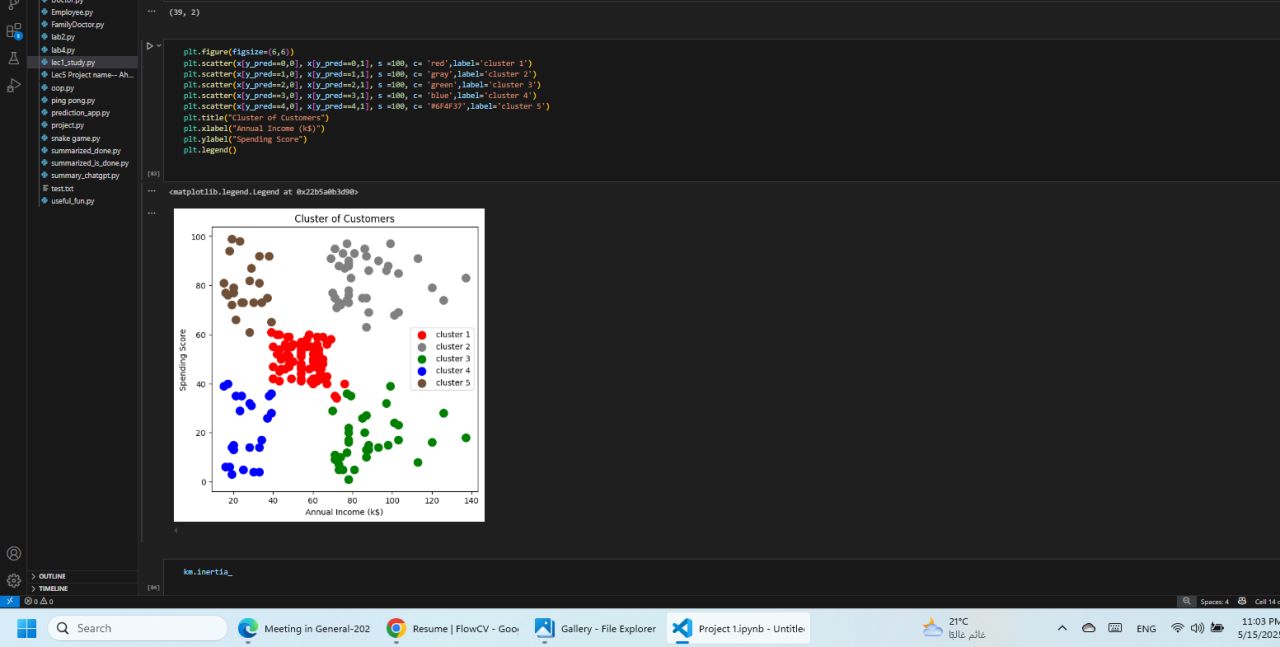 Doctor.py
Employee.py
FamilyDoctor.py
lab2.py
lab4.py
lec1_study.py
Lec5 Project name-- Ah...
oop.py
ping pong.py
prediction_app.py
project.py
snake game.py
summarized_done.py
summarized_is_done.py
summary_chatgpt.py
test.txt
useful_fun.py
OUTLINE
TIMELINE
... (39, 2)
plt.figure(figsize=(6,6))
plt.scatter(x[y_pred==0,0], x[y_pred==0,1], s =100, c= 'red',label='cluster 1')
plt.scatter(x[y_pred==1,0], x[y_pred==1,1], s =100, c= 'gray',label='cluster 2')
plt.scatter(x[y_pred==2,0], x[y_pred==2,1], s =100, c= 'green',label='cluster 3')
plt.scatter(x[y_pred==3,0], x[y_pred==3,1], s =100, c= 'blue',label='cluster 4')
plt.scatter(x[y_pred==4,0], x[y_pred==4,1], s =100, c= '#6F4F37',label='cluster 5')
plt.title("Cluster of Customers")
plt.xlabel("Annual Income (k$)")
plt.ylabel("Spending Score")
plt.legend()
[83]
... <matplotlib.legend.Legend at 0x22b5a0b3d90>
...
Cluster of Customers
100
80
60
40
20
0
Spending Score
cluster 1
cluster 2
cluster 3
cluster 4
cluster 5
20 40 60 80 100 120 140
Annual Income (k$)
km.inertia_
[84]
0 0
Spaces: 4 Cell 14 o
Search
Meeting in General-202
Resume | FlowCV - Goo
Gallery - File Explorer
Project 1.ipynb - Untitle
21°C
غائم غالبًا
ENG
11:03 PM
5/15/2025